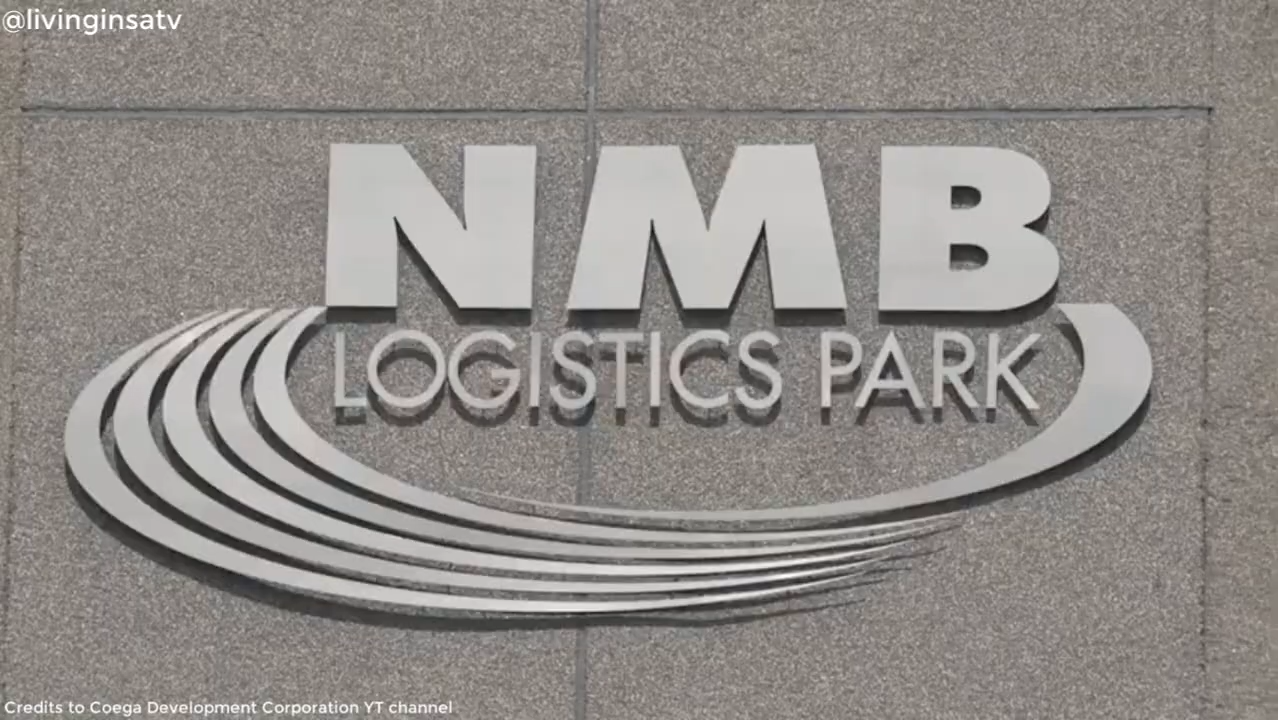 @livinginsatv
NMB
LOGISTICS PARK
Credits to Coega Development Corporation YT channel